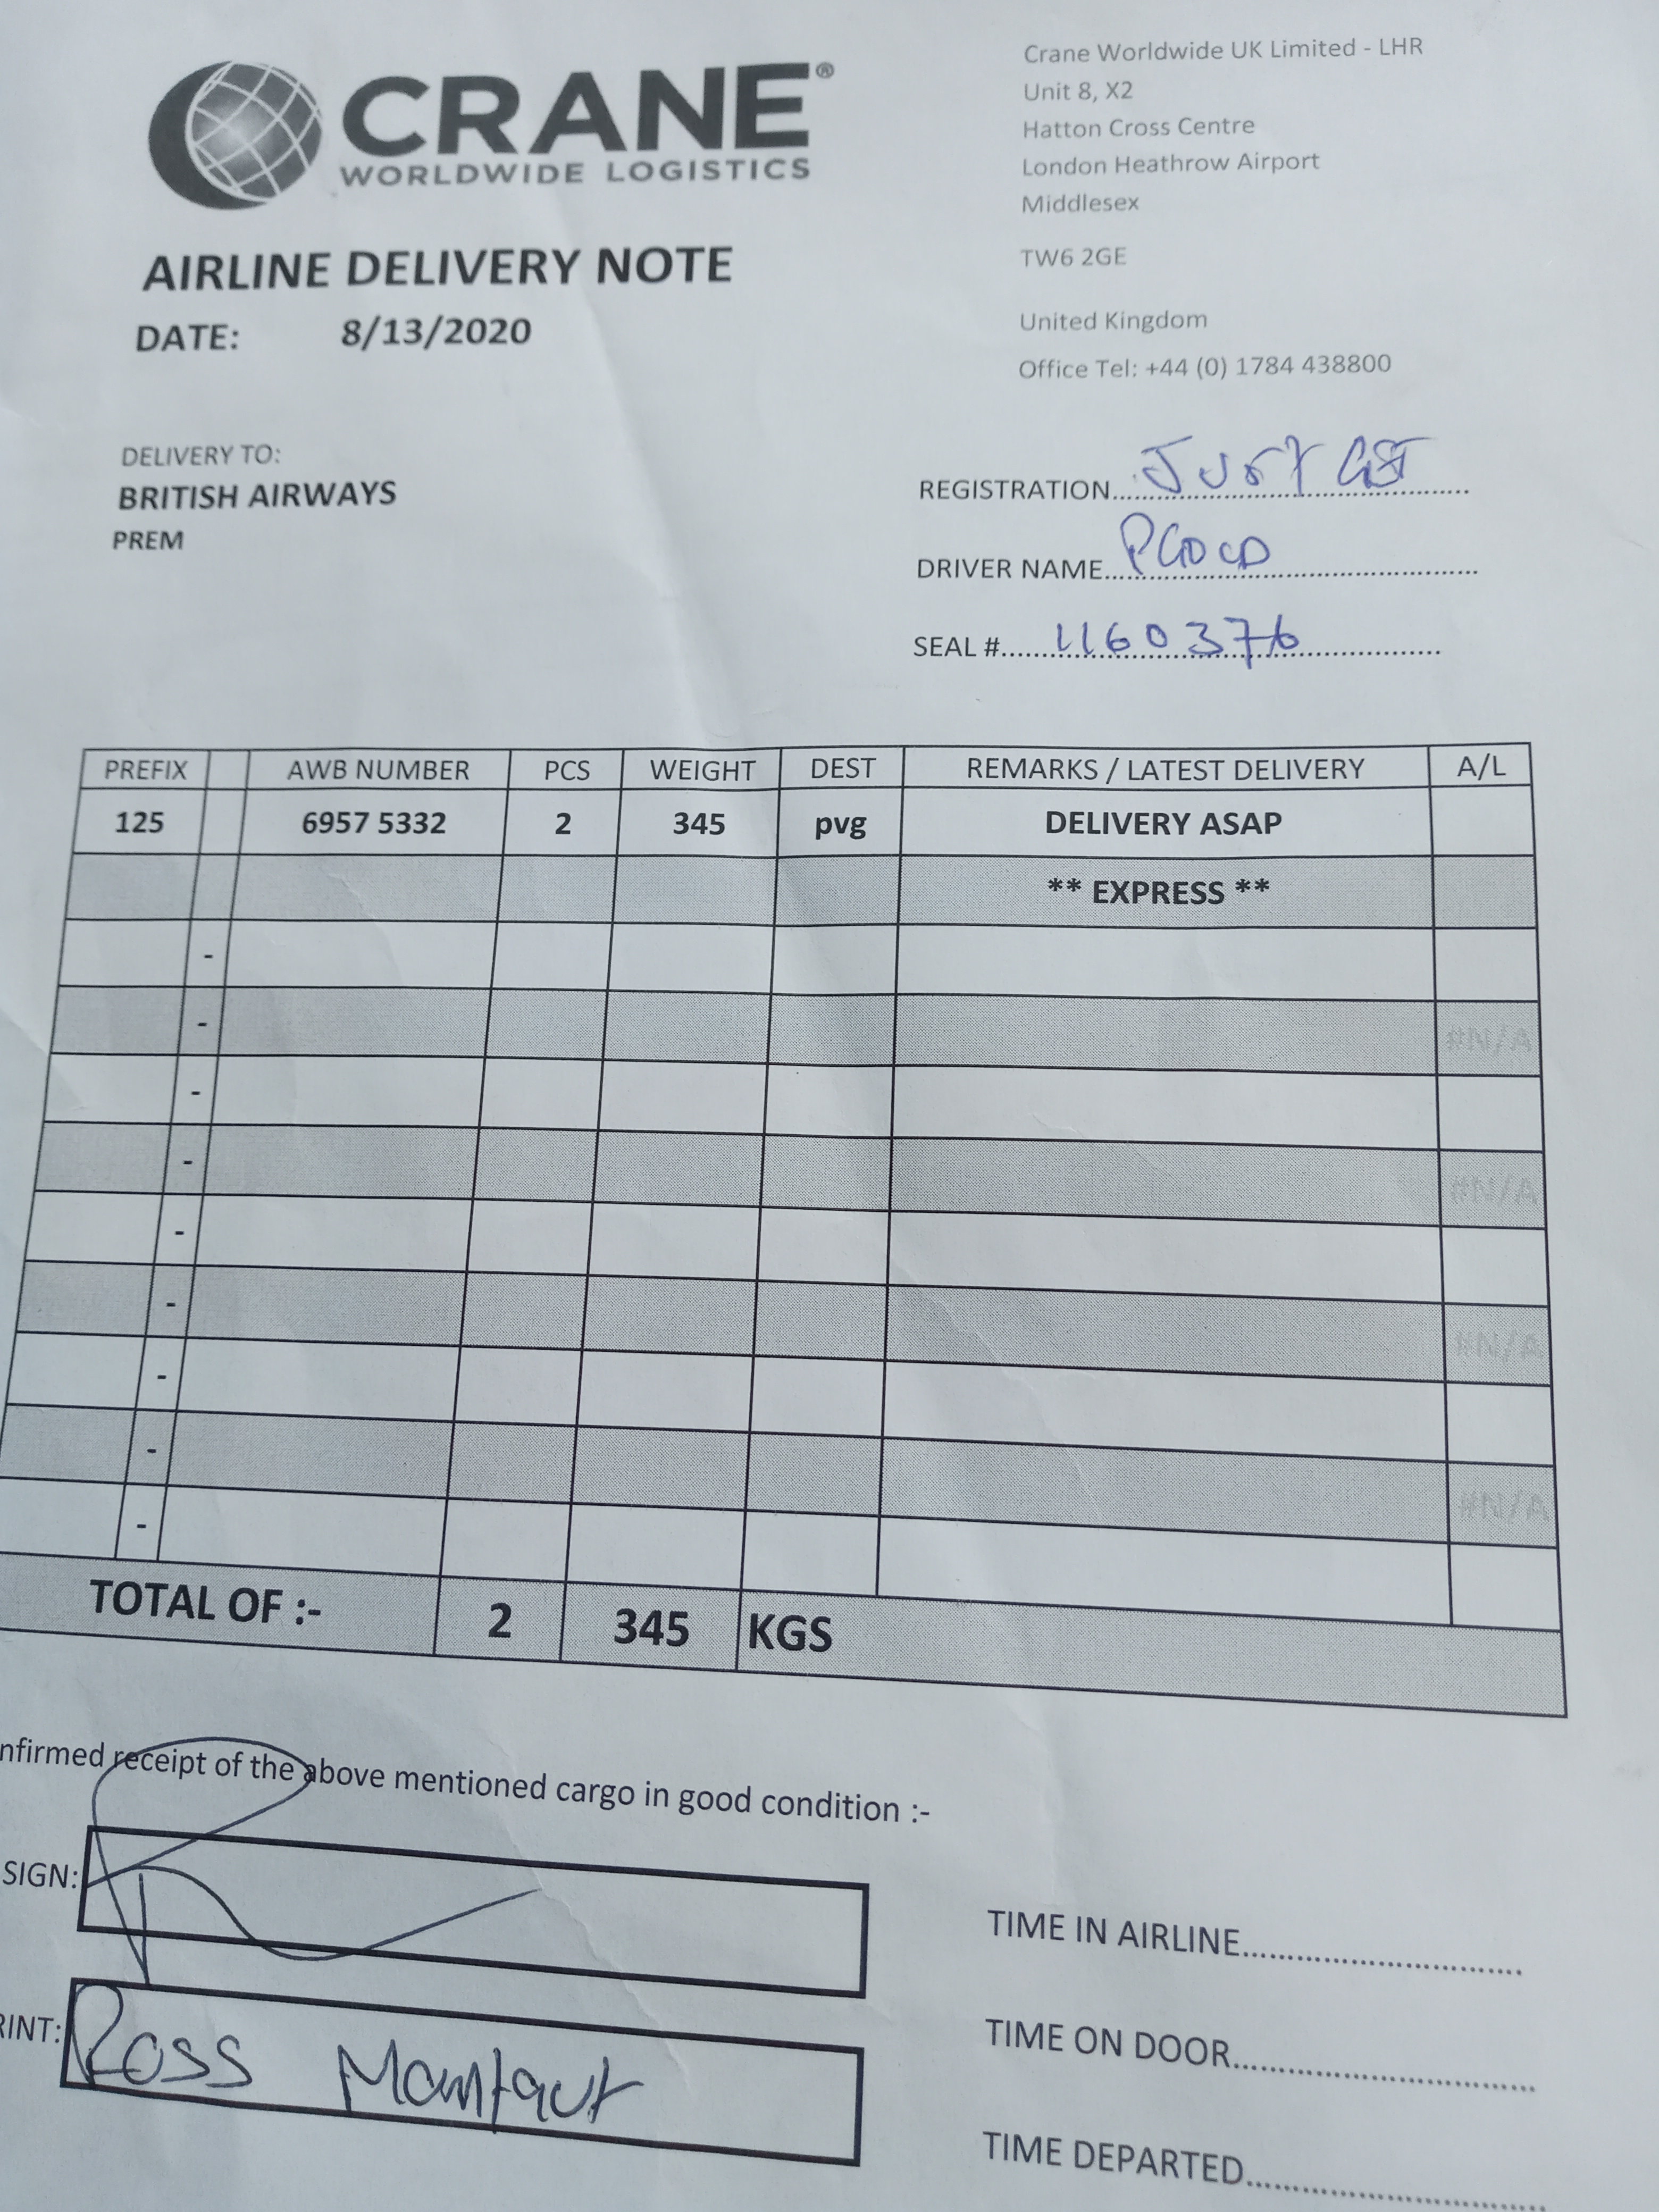 CRANE®
WORLDWIDE LOGISTICS
Crane Worldwide UK Limited - LHR
Unit 8, X2
Hatton Cross Centre
London Heathrow Airport
Middlesex
TW6 2GE
United Kingdom
Office Tel: +44 (0) 1784 438800
AIRLINE DELIVERY NOTE
DATE: 8/13/2020
DELIVERY TO:
BRITISH AIRWAYS
PREM
REGISTRATION
DRIVER NAME
SEAL # 1160376
PREFIX AWB NUMBER PCS WEIGHT DEST REMARKS / LATEST DELIVERY A/L
125 6957 5332 2 345 pvg DELIVERY ASAP
** EXPRESS **
-
- #N/A
-
- #N/A
-
- #N/A
-
- #N/A
-
TOTAL OF :- 2 345 KGS
nfirmed receipt of the above mentioned cargo in good condition :-
SIGN:
RINT: Ross
TIME IN AIRLINE
TIME ON DOOR
TIME DEPARTED